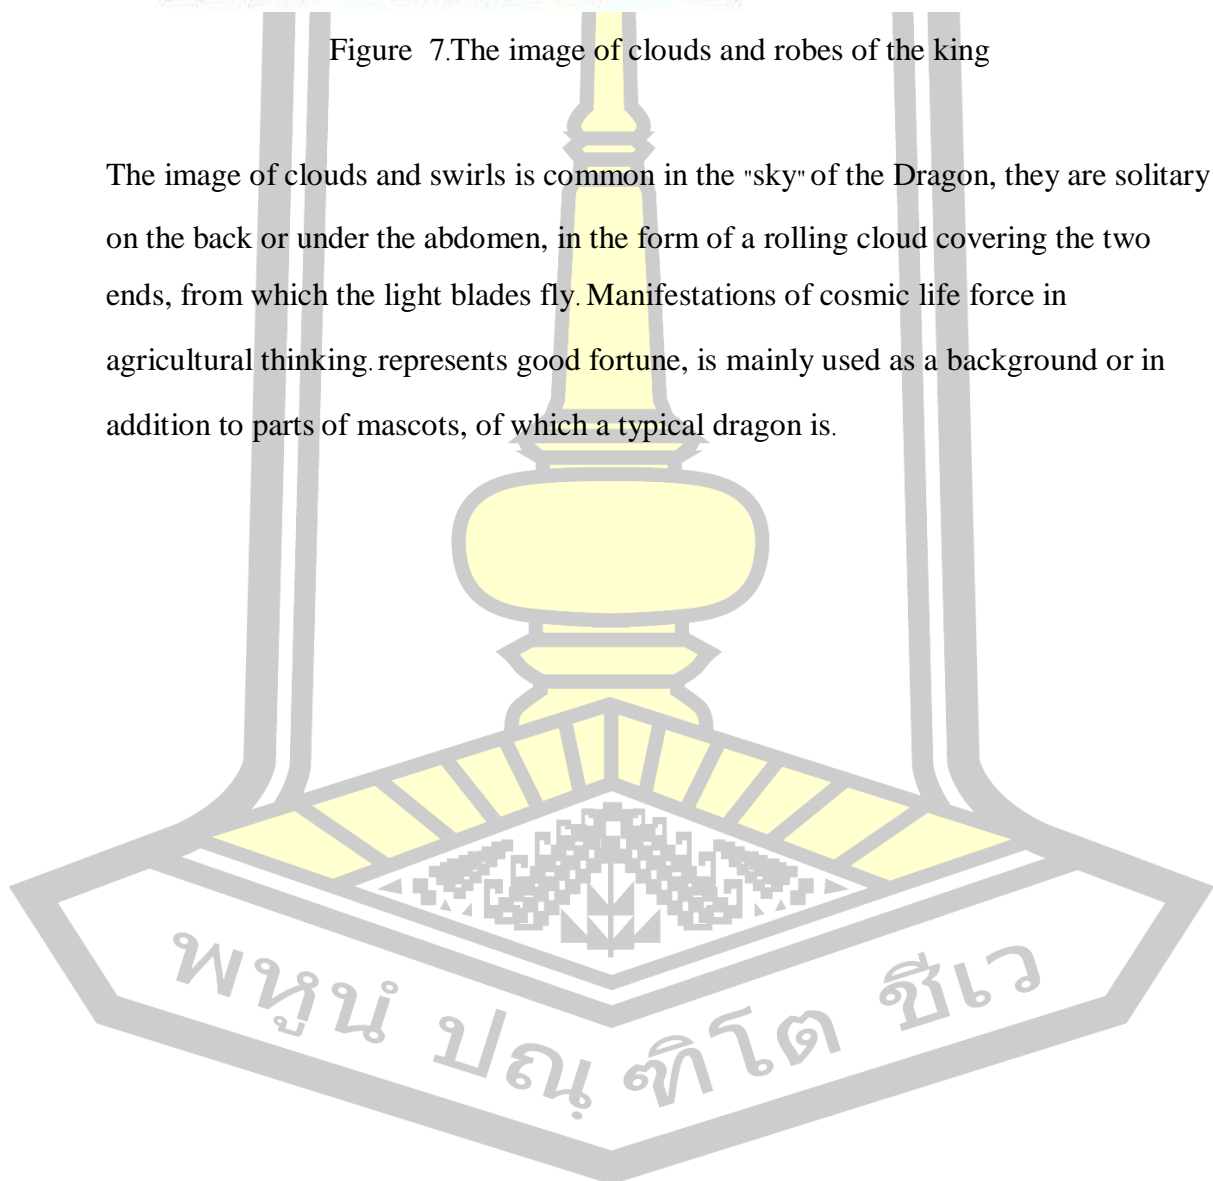 Figure 7.The image of clouds and robes of the king
The image of clouds and swirls is common in the "sky" of the Dragon, they are solitary
on the back or under the abdomen, in the form of a rolling cloud covering the two
ends, from which the light blades fly. Manifestations of cosmic life force in
agricultural thinking. represents good fortune, is mainly used as a background or in
addition to parts of mascots, of which a typical dragon is.
พหูนํ ปณฺ ฑิโต ชีเว